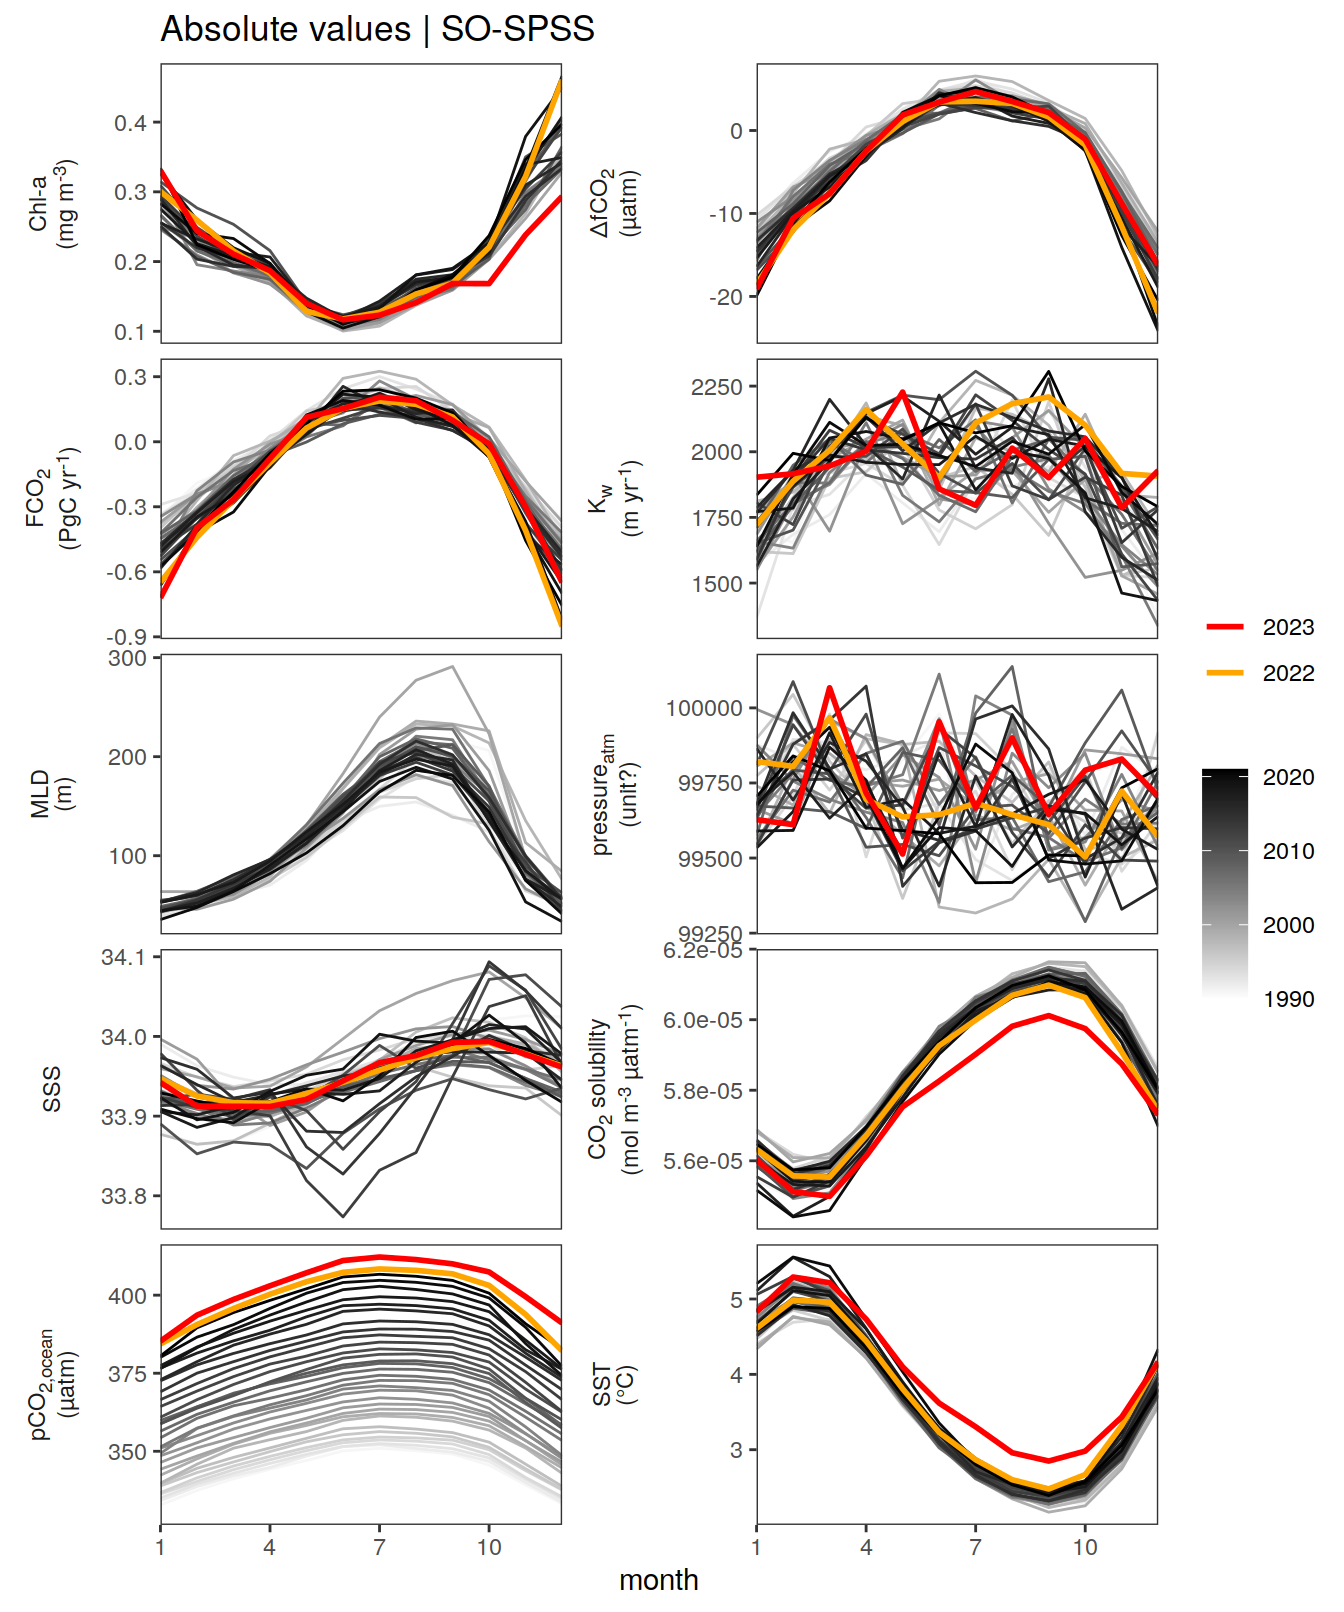 Absolute values | SO-SPSS
Chl-a
(mg m-3)
0.4
0.3
0.2
0.1
ΔfCO2
(µatm)
0
-10
-20
FCO2
(PgC yr-1)
0.3
0.0
-0.3
-0.6
-0.9
Kw
(m yr-1)
2250
2000
1750
1500
MLD
(m)
300
200
100
pressureatm
(unit?)
100000
99750
99500
99250
SSS
34.1
34.0
33.9
33.8
CO2 solubility
(mol m-3 µatm-1)
6.2e-05
6.0e-05
5.8e-05
5.6e-05
pCO2,ocean
(µatm)
400
375
350
SST
(°C)
5
4
3
1 4 7 10
1 4 7 10
month
2023
2022
2020
2010
2000
1990